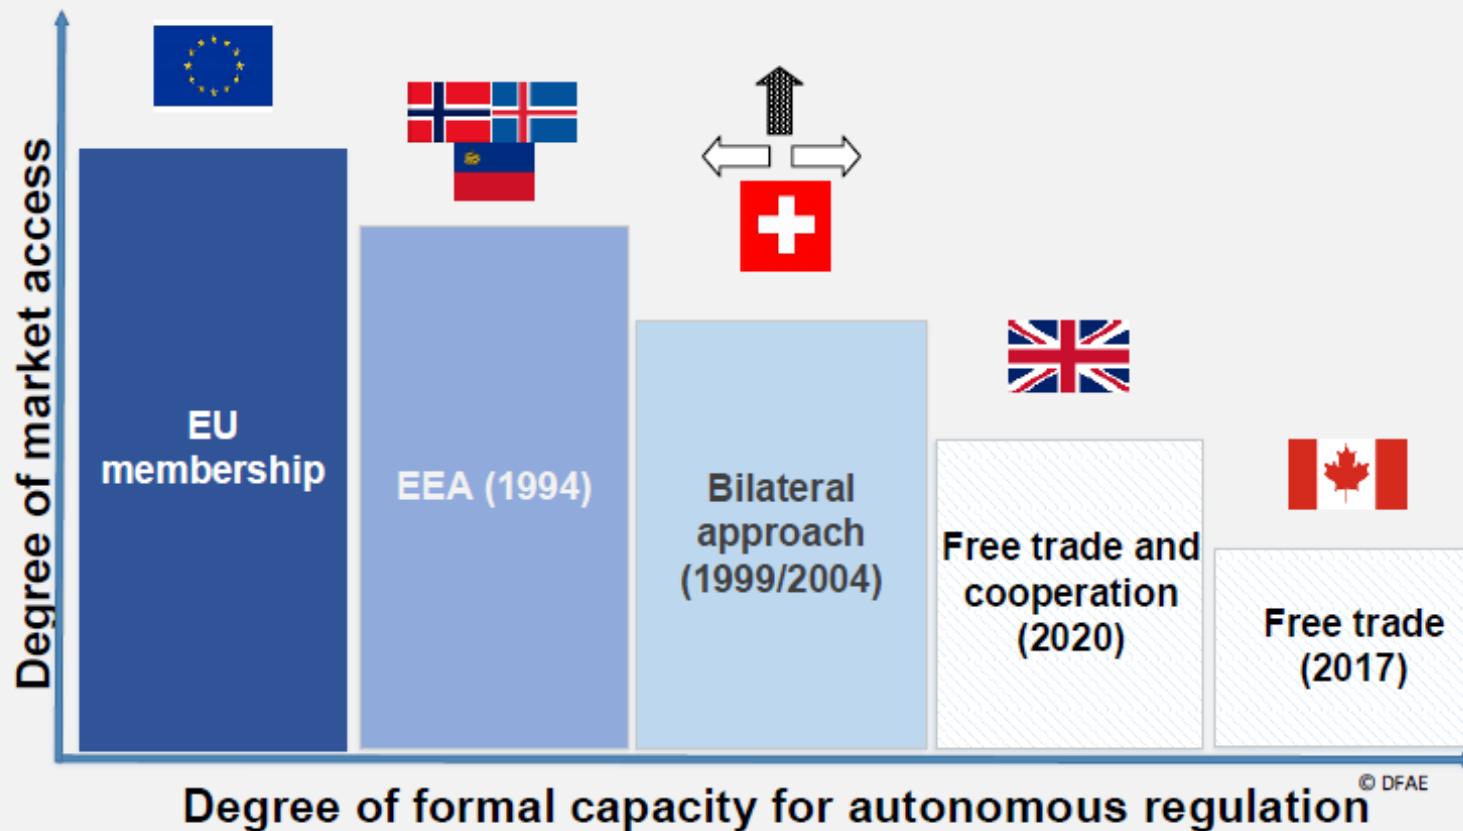 Degree of market access
EU
membership
EEA (1994)
Bilateral
approach
(1999/2004)
Free trade and
cooperation
(2020)
Free trade
(2017)
© DFAE
Degree of formal capacity for autonomous regulation